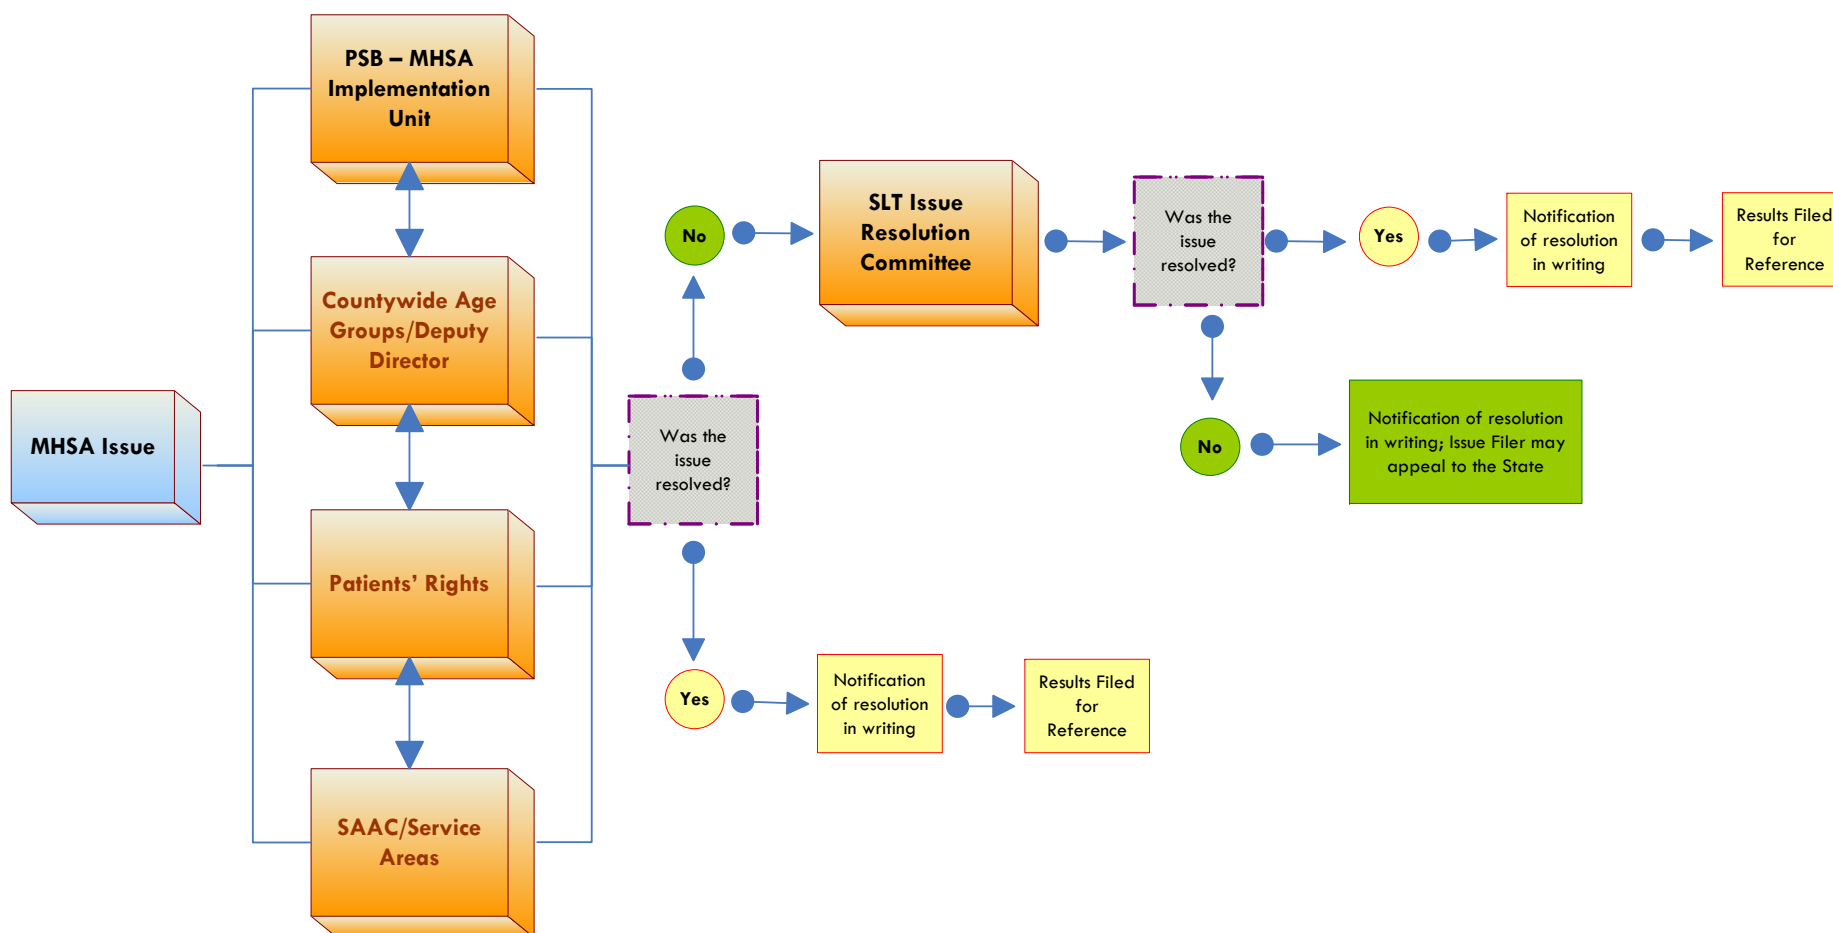 PSB – MHSA
Implementation
Unit
Countywide Age
Groups/Deputy
Director
MHSA Issue
Patients’ Rights
SAAC/Service
Areas
Was the
issue
resolved?
No
SLT Issue
Resolution
Committee
Was the
issue
resolved?
Yes
Notification
of resolution
in writing
Results Filed
for
Reference
No
Notification of resolution
in writing; Issue Filer may
appeal to the State
Yes
Notification
of resolution
in writing
Results Filed
for
Reference